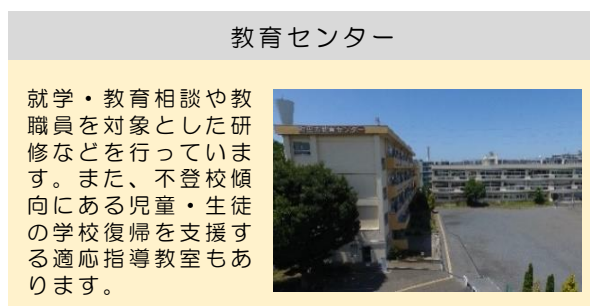 教育センター
就学・教育相談や教
職員を対象とした研
修などを行っていま
す。また、不登校傾
向にある児童・生徒
の学校復帰を支援す
る適応指導教室もあ
ります。